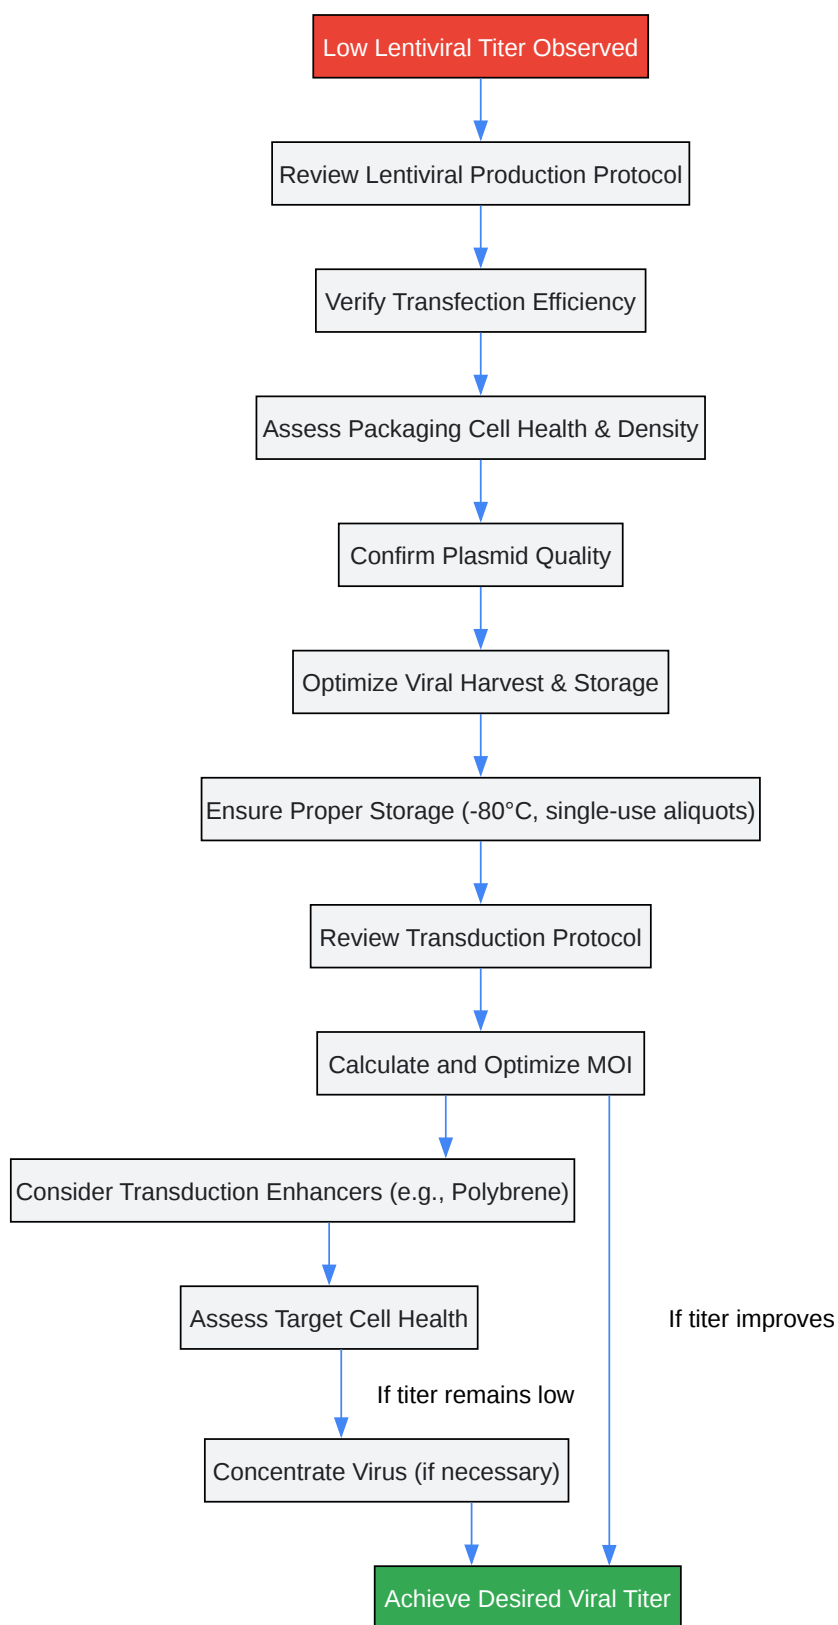 Low Lentiviral Titer Observed
Review Lentiviral Production Protocol
Verify Transfection Efficiency
Assess Packaging Cell Health & Density
Confirm Plasmid Quality
Optimize Viral Harvest & Storage
Ensure Proper Storage (-80°C, single-use aliquots)
Review Transduction Protocol
Calculate and Optimize MOI
Consider Transduction Enhancers (e.g., Polybrene)
Assess Target Cell Health
If titer improves
If titer remains low
Concentrate Virus (if necessary)
Achieve Desired Viral Titer